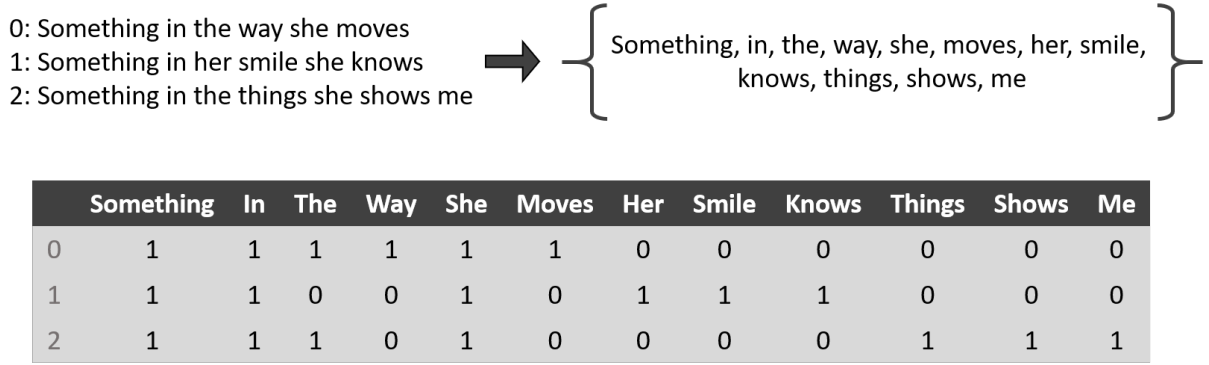 0: Something in the way she moves
1: Something in her smile she knows
2: Something in the things she shows me
Something, in, the, way, she, moves, her, smile,
knows, things, shows, me
Something In The Way She Moves Her Smile Knows Things Shows Me
0 1 1 1 1 1 1 0 0 0 0 0 0
1 1 1 0 0 1 0 1 1 1 0 0 0
2 1 1 1 0 1 0 0 0 0 1 1 1